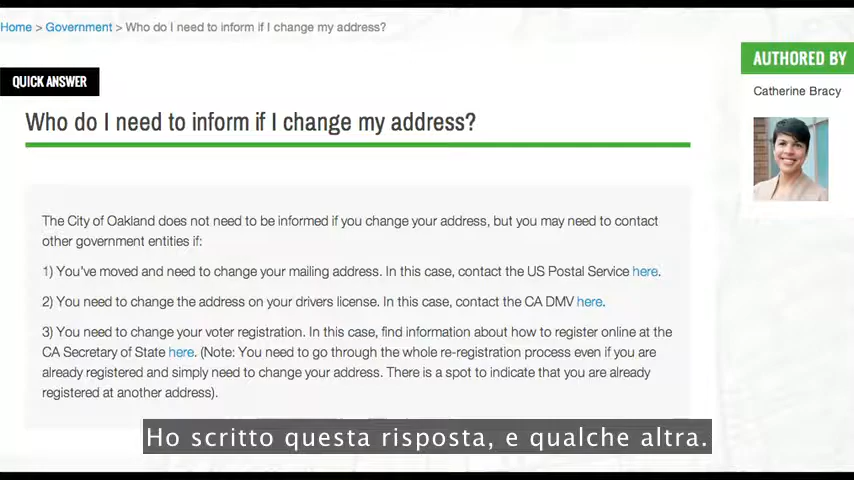 Home > Government > Who do I need to inform if I change my address?
AUTHORED BY
Catherine Bracy
QUICK ANSWER
Who do I need to inform if I change my address?
The City of Oakland does not need to be informed if you change your address, but you may need to contact
other government entities if:
1) You've moved and need to change your mailing address. In this case, contact the US Postal Service here.
2) You need to change the address on your drivers license. In this case, contact the CA DMV here.
3) You need to change your voter registration. In this case, find information about how to register online at the
CA Secretary of State here. (Note: You need to go through the whole re-registration process even if you are
already registered and simply need to change your address. There is a spot to indicate that you are already
registered at another address).
Ho scritto questa risposta, e qualche altra.